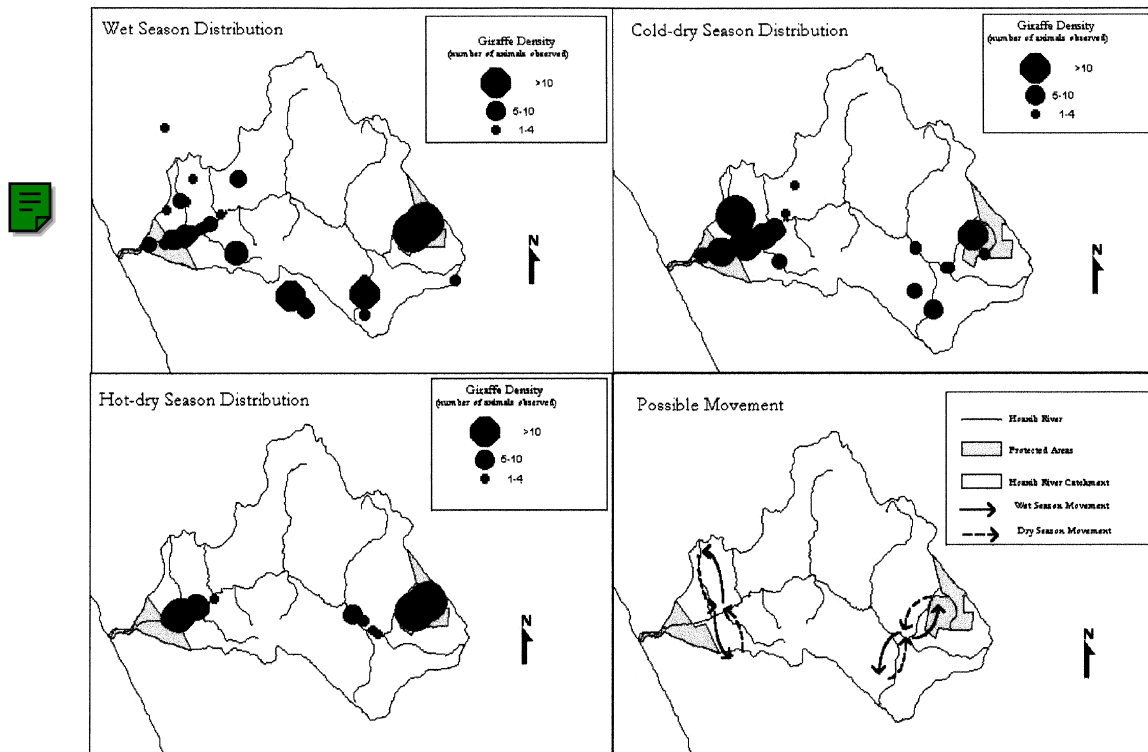 Wet Season Distribution
Giraffe Density
(number of animals observed)
>10
5-10
1-4
N
Cold-dry Season Distribution
Giraffe Density
(number of animals observed)
>10
5-10
1-4
N
Hot-dry Season Distribution
Giraffe Density
(number of animals observed)
>10
5-10
1-4
N
Possible Movement
Hoanib River
Protected Areas
Hoanib River Catchment
Wet Season Movement
Dry Season Movement
N